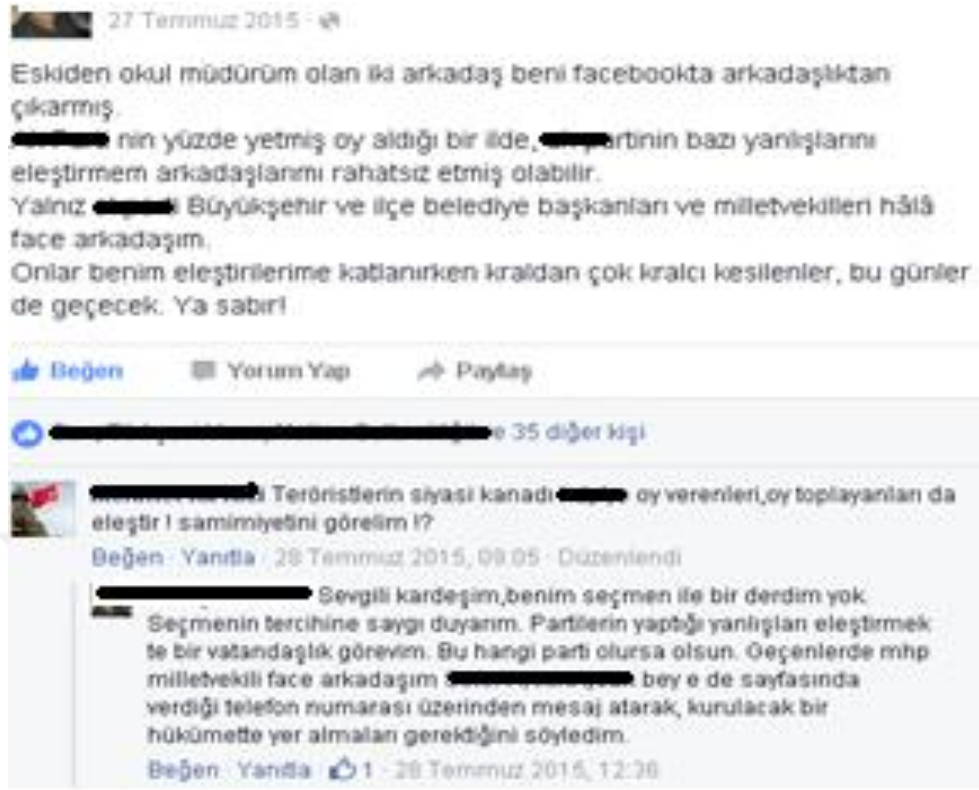 27 Temmuz 2015
Eskiden okul müdürüm olan iki arkadaş beni facebookta arkadaşlıktan
çıkarmış.
nin yüzde yetmiş oy aldığı bir ilde, artinin bazı yanlışlarını
eleştirmem arkadaşlarımı rahatsız etmiş olabilir.
Yalnız Büyükşehir ve ilçe belediye başkanları ve milletvekilleri hâlâ
face arkadaşım.
Onlar benim eleştirilerime katlanırken kraldan çok kralcı kesilenler, bu günler
de geçecek. Ya sabır!
Beğen Yorum Yap Paylaş
e 35 diğer kişi
Teröristlerin siyasi kanadı oy verenleri,oy toplayanları da
eleştir ! samimiyetini görelim !?
Beğen · Yanıtla · 28 Temmuz 2015, 09:05 · Düzenlendi
Sevgili kardeşim,benim seçmen ile bir derdim yok.
Seçmenin tercihine saygı duyarım. Partilerin yaptığı yanlışları eleştirmek
te bir vatandaşlık görevim. Bu hangi parti olursa olsun. Geçenlerde mhp
milletvekili face arkadaşım bey e de sayfasında
verdiği telefon numarası üzerinden mesaj atarak, kurulacak bir
hükümette yer almaları gerektiğini söyledim.
Beğen · Yanıtla · 1 · 28 Temmuz 2015, 12:36